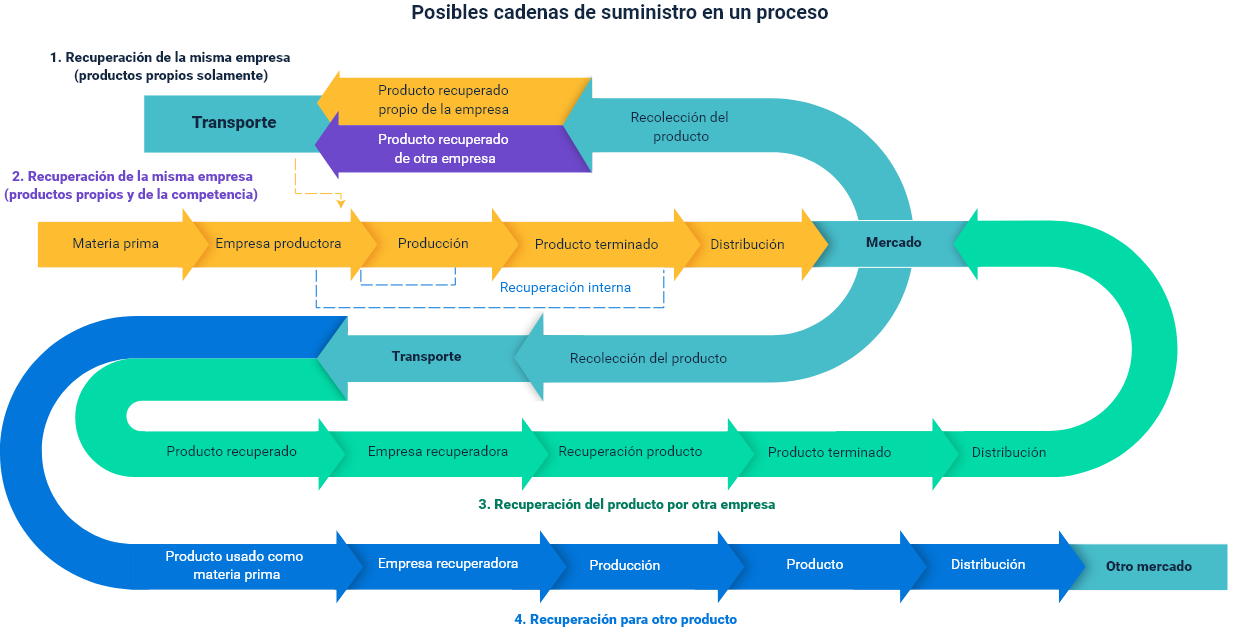 Posibles cadenas de suministro en un proceso
1. Recuperación de la misma empresa
(productos propios solamente)
Producto recuperado
propio de la empresa
Recolección del
producto
Transporte
Producto recuperado
de otra empresa
2. Recuperación de la misma empresa
(productos propios y de la competencia)
Materia prima
Empresa productora
Producción
Producto terminado
Distribución
Mercado
Recuperación interna
Transporte
Recolección del producto
Producto recuperado
Empresa recuperadora
Recuperación producto
Producto terminado
Distribución
3. Recuperación del producto por otra empresa
Producto usado como
materia prima
Empresa recuperadora
Producción
Producto
Distribución
Otro mercado
4. Recuperación para otro producto